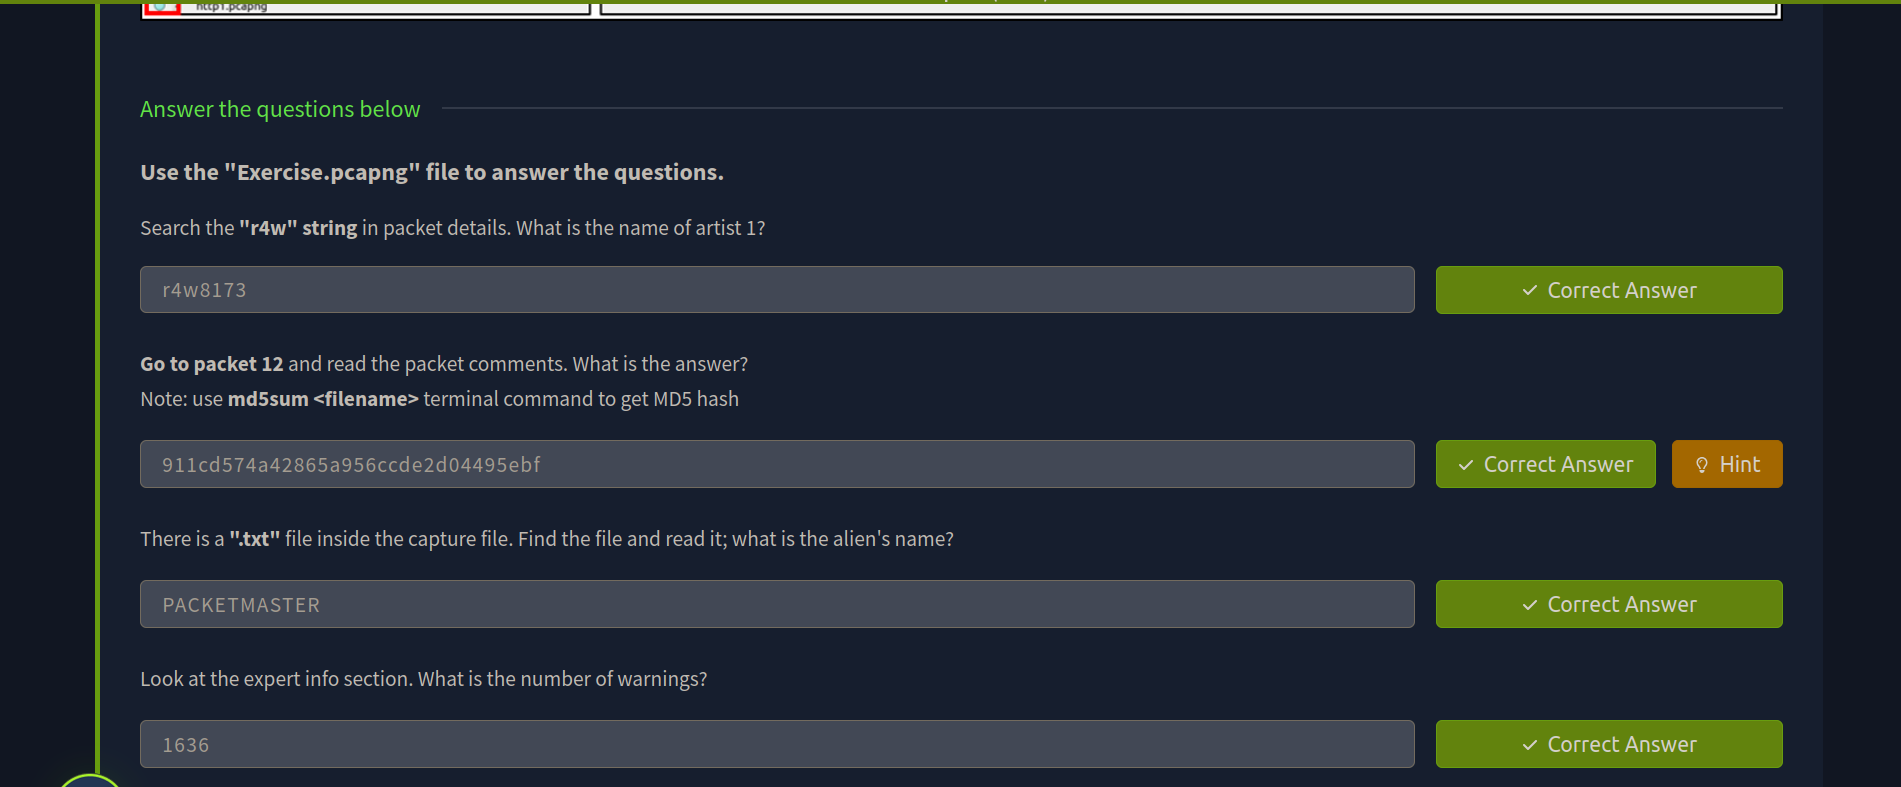 http1.pcapng
Answer the questions below
Use the "Exercise.pcapng" file to answer the questions.
Search the "r4w" string in packet details. What is the name of artist 1?
r4w8173
Correct Answer
Go to packet 12 and read the packet comments. What is the answer?
Note: use md5sum <filename> terminal command to get MD5 hash
911cd574a42865a956ccde2d04495ebf
Correct Answer
Hint
There is a ".txt" file inside the capture file. Find the file and read it; what is the alien's name?
PACKETMASTER
Correct Answer
Look at the expert info section. What is the number of warnings?
1636
Correct Answer